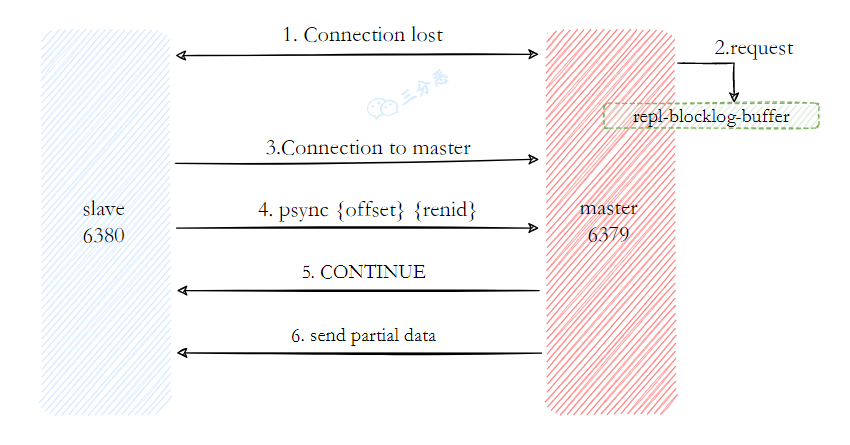 1. Connection lost
2.request
三分恶
repl-blocklog-buffer
3.Connection to master
slave
6380
4. psync {offset} {renid}
master
6379
5. CONTINUE
6. send partial data